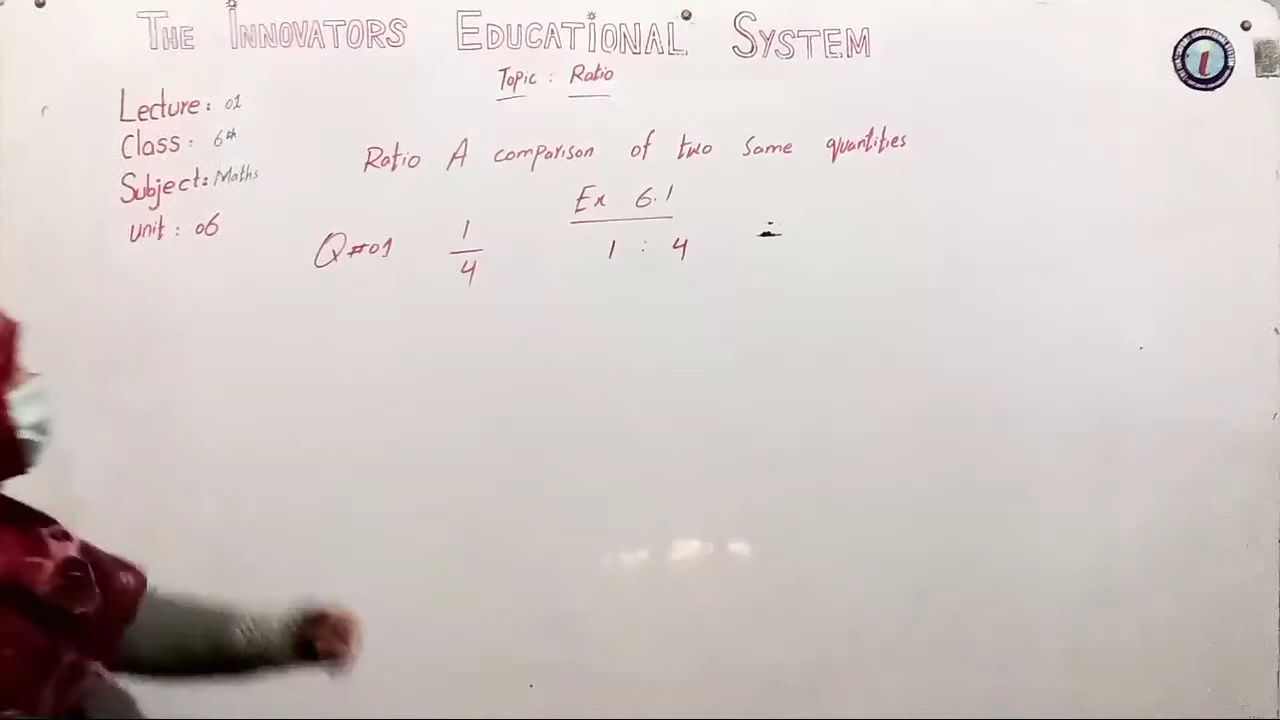 THE INNOVATORS EDUCATIONAL SYSTEM
Topic : Ratio
Lecture : 01
Class : 6th
Subject : Maths
unit : 06
Ratio A comparison of two same quantities
Ex 6.1
Q#01 1/4 1 : 4